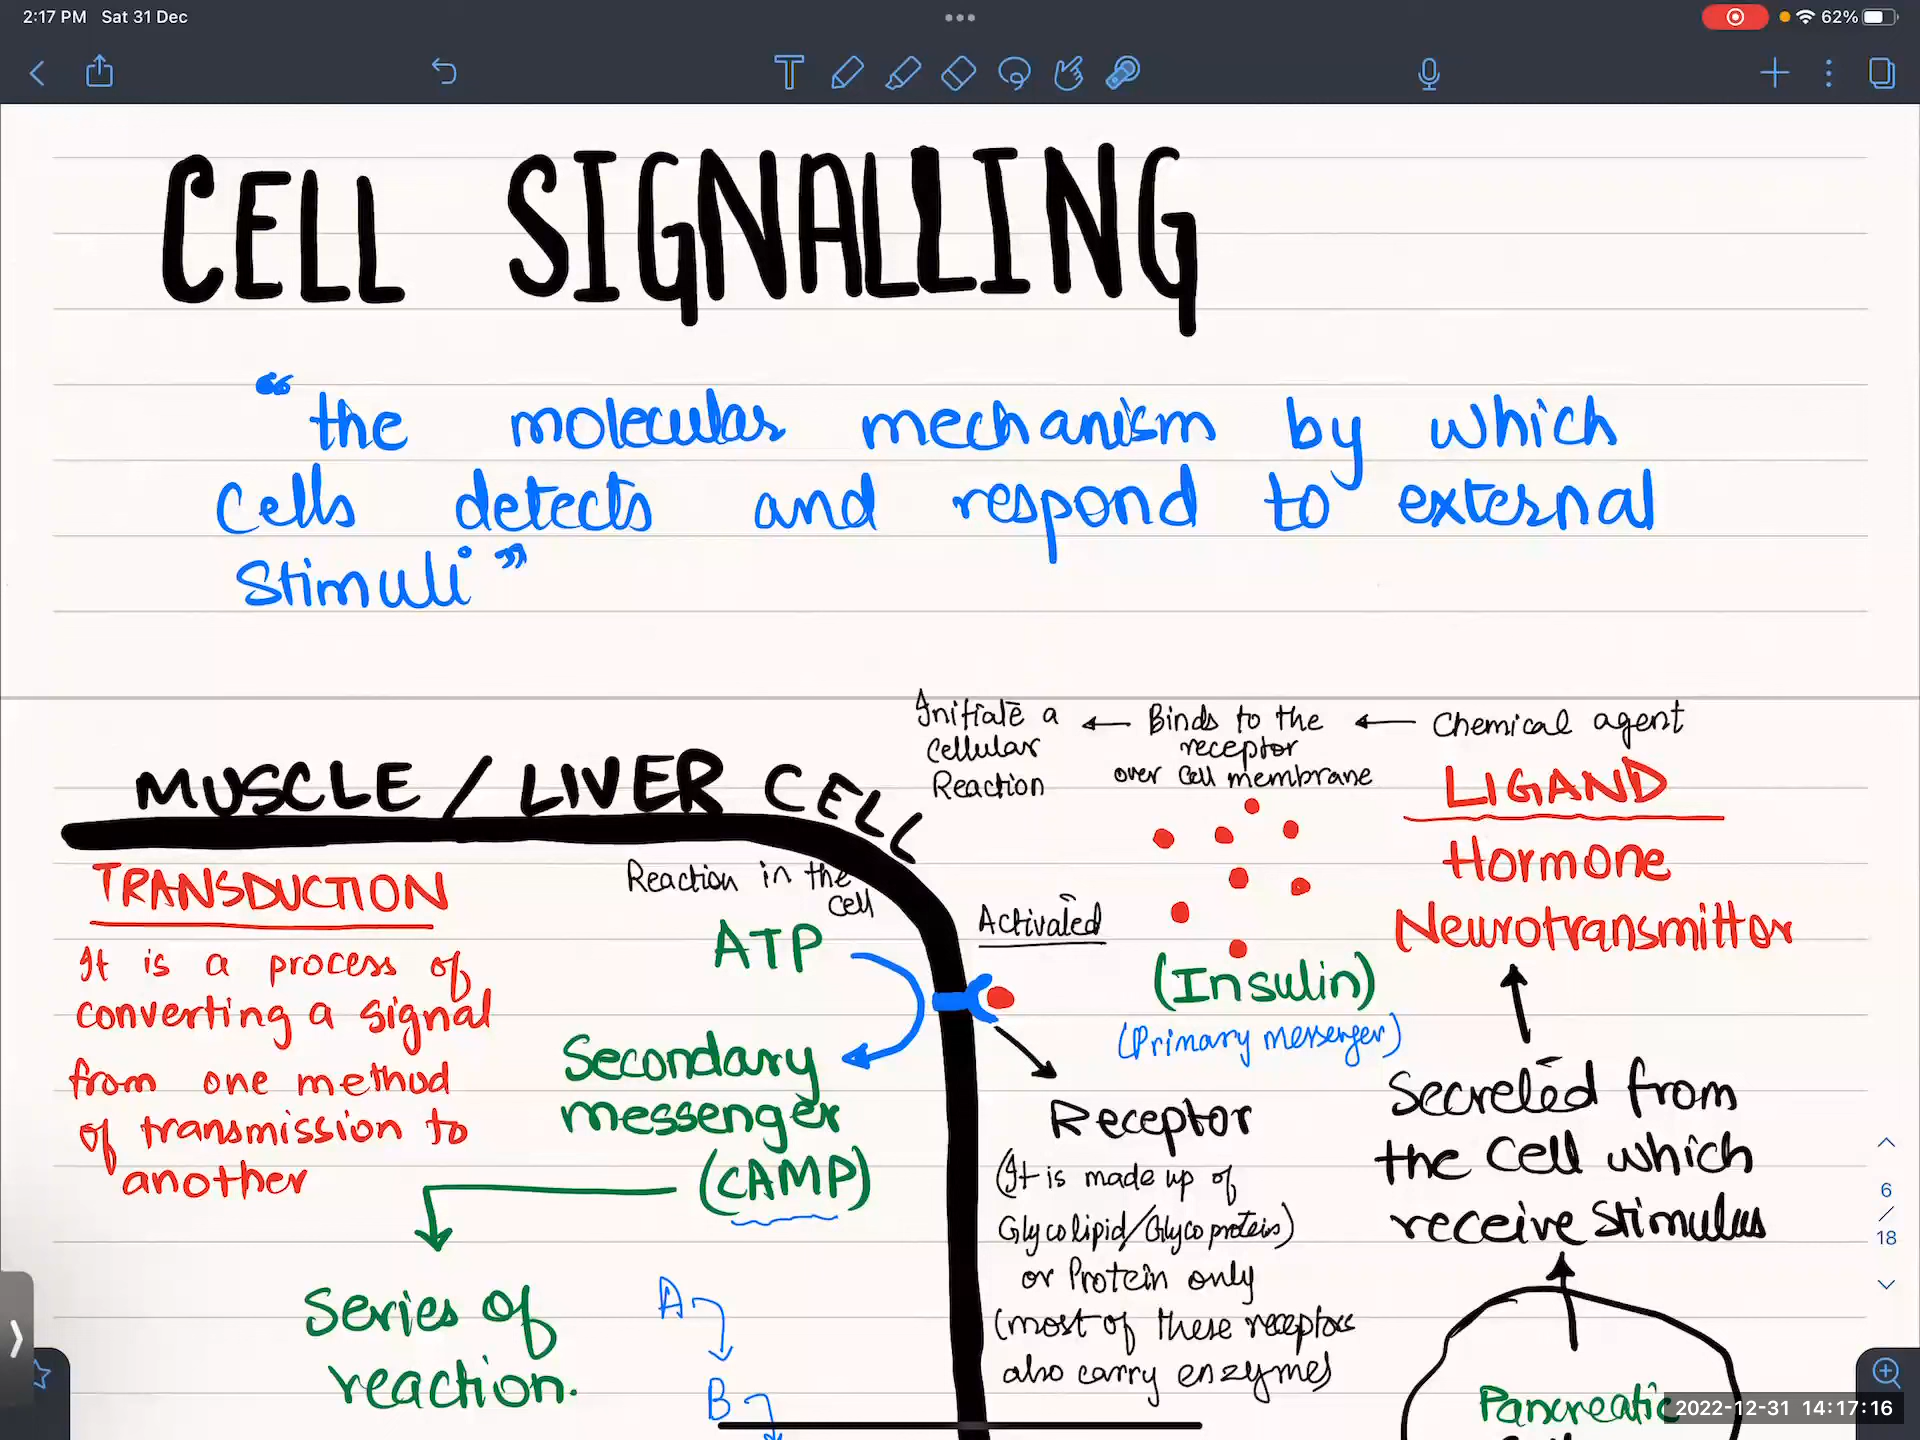 2:17 PM Sat 31 Dec
62%
CELL SIGNALLING
“the molecular mechanism by which
cells detects and respond to external
stimuli”
Initiate a ← Binds to the ← Chemical agent
cellular receptor
Reaction over cell membrane
LIGAND
Hormone
Neurotransmittor
MUSCLE / LIVER CELL
TRANSDUCTION
It is a process of
converting a signal
from one method
of transmission to
another
Reaction in the
cell
ATP
Secondary
messenger
(cAMP)
Series of
reaction.
A
B
Activated
(Insulin)
(Primary messenger)
Receptor
(It is made up of
Glycolipid/Glycoprotein)
or Protein only
(most of these receptors
also carry enzymes
Secreted from
the cell which
receive stimulus
Pancreatic
6
/
18
2022-12-31 14:17:16